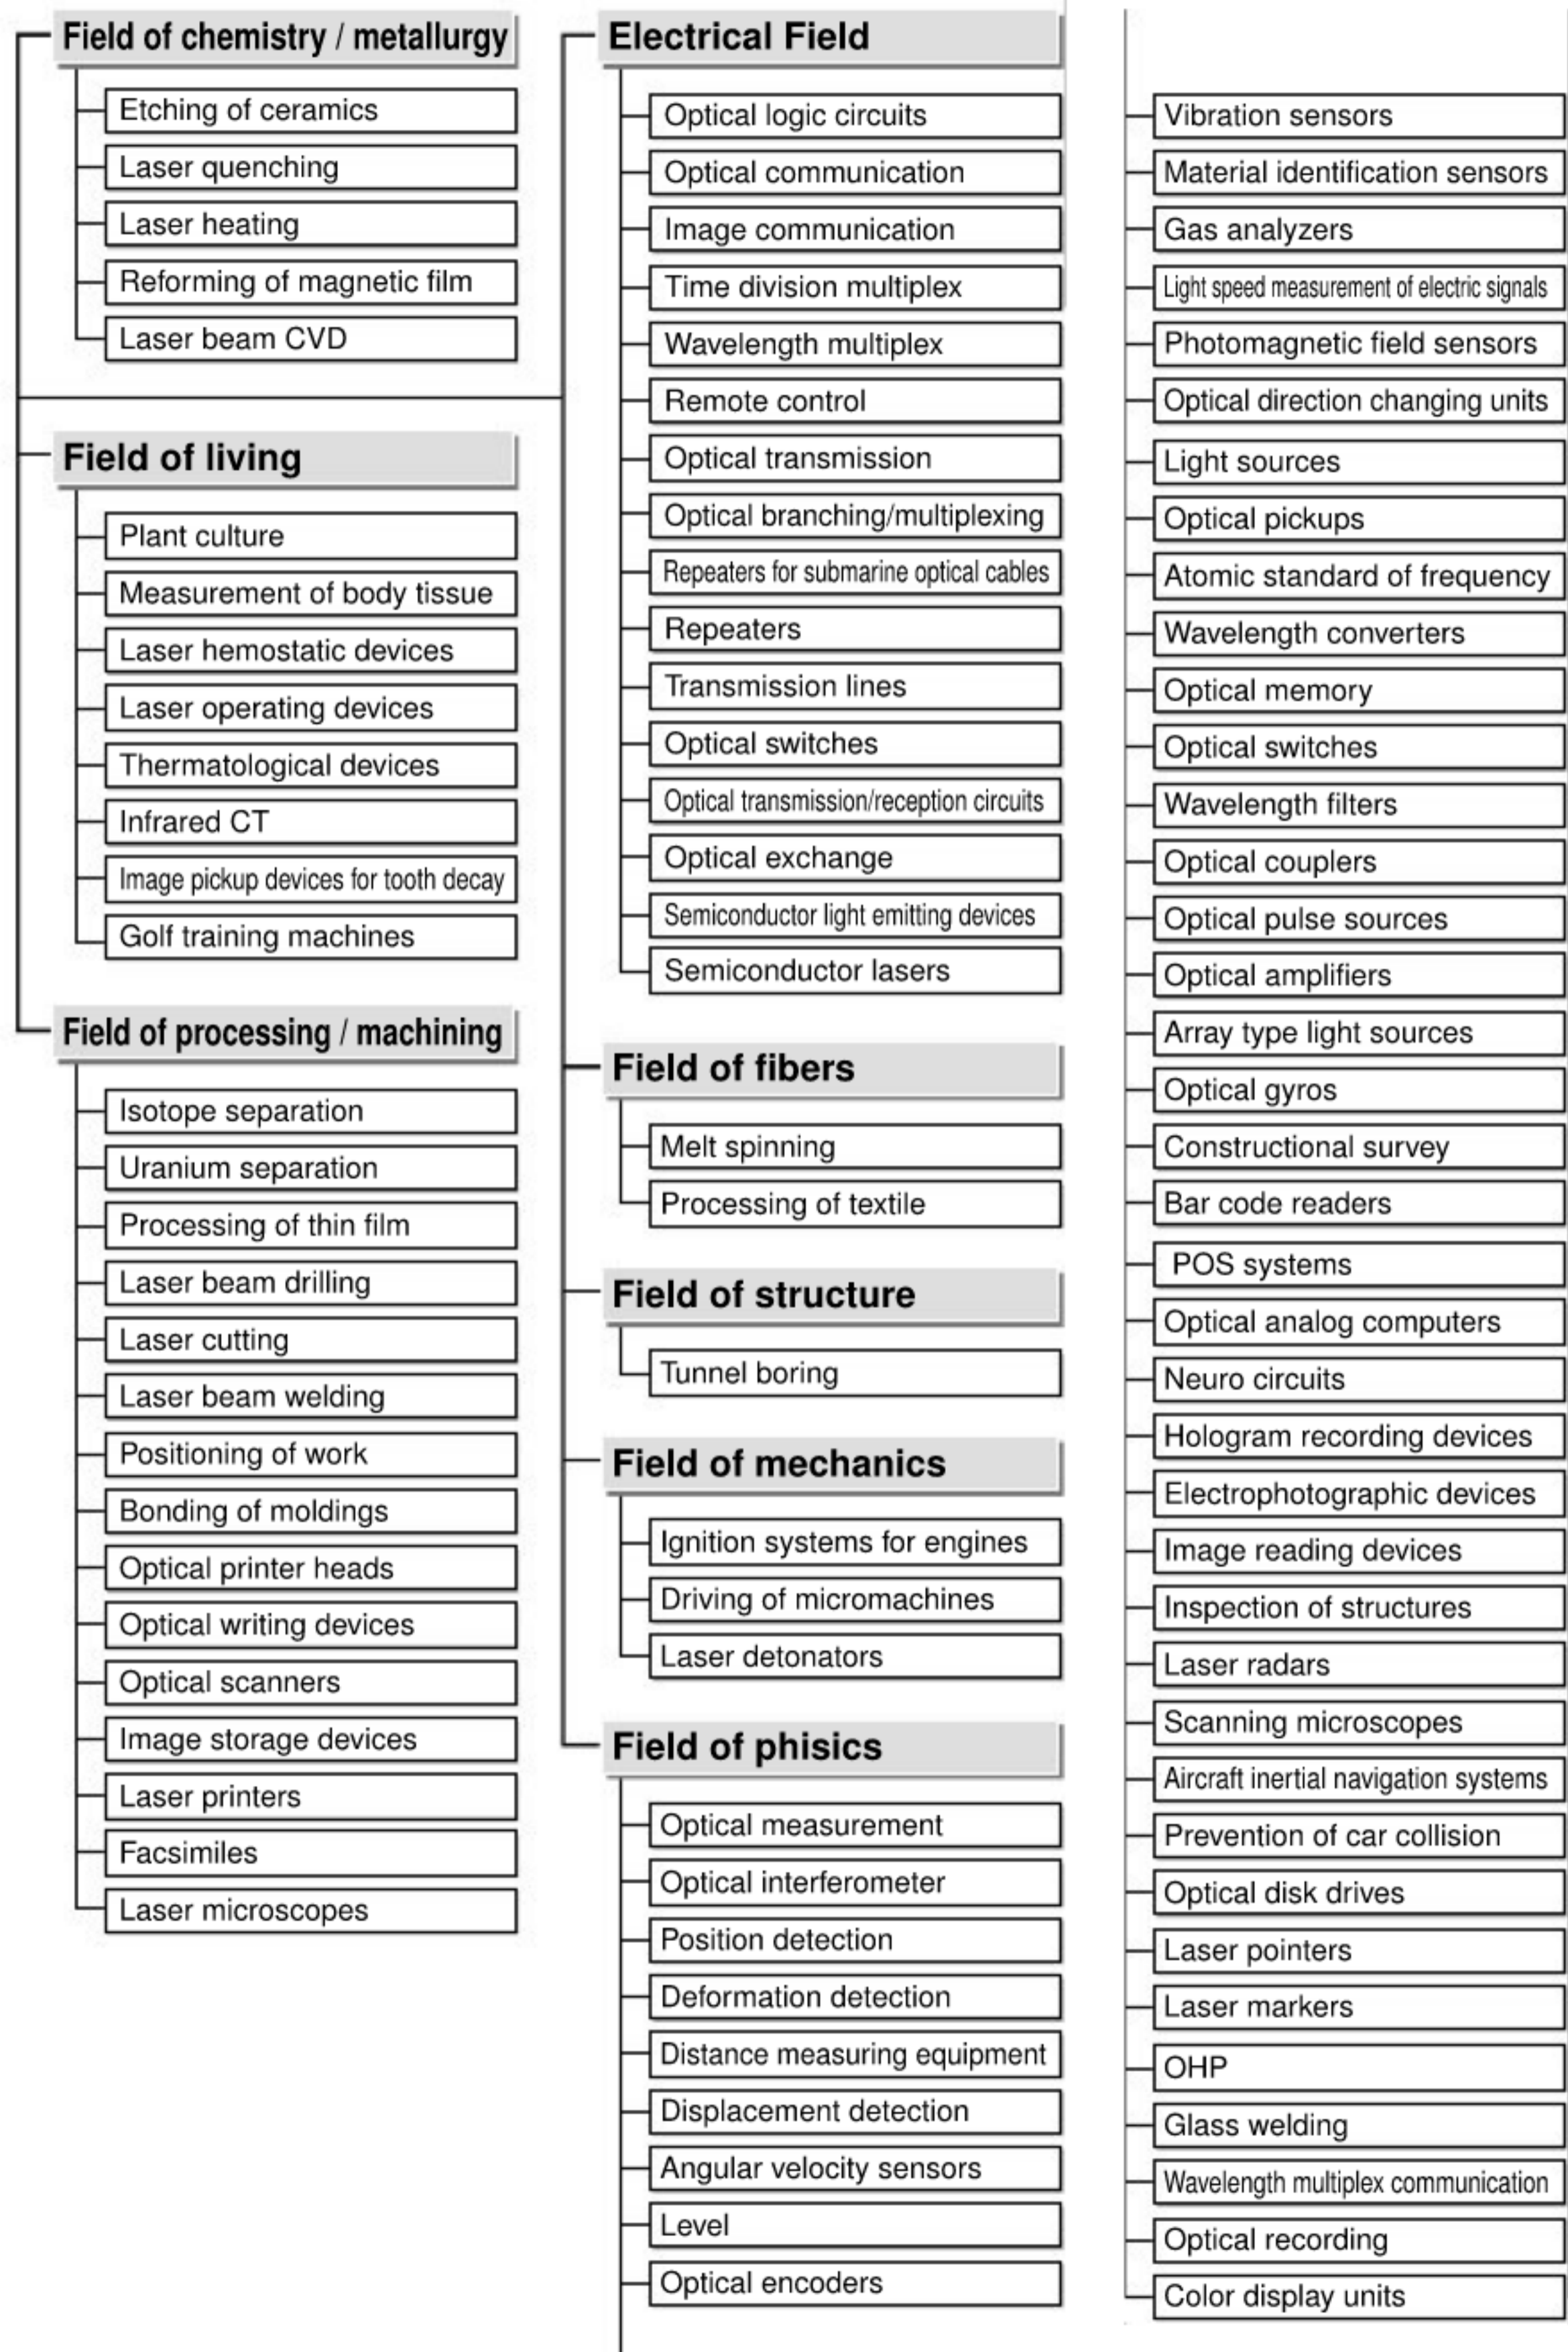 Field of chemistry / metallurgy
Etching of ceramics
Laser quenching
Laser heating
Reforming of magnetic film
Laser beam CVD
Field of living
Plant culture
Measurement of body tissue
Laser hemostatic devices
Laser operating devices
Thermatological devices
Infrared CT
Image pickup devices for tooth decay
Golf training machines
Field of processing / machining
Isotope separation
Uranium separation
Processing of thin film
Laser beam drilling
Laser cutting
Laser beam welding
Positioning of work
Bonding of moldings
Optical printer heads
Optical writing devices
Optical scanners
Image storage devices
Laser printers
Facsimiles
Laser microscopes
Electrical Field
Optical logic circuits
Optical communication
Image communication
Time division multiplex
Wavelength multiplex
Remote control
Optical transmission
Optical branching/multiplexing
Repeaters for submarine optical cables
Repeaters
Transmission lines
Optical switches
Optical transmission/reception circuits
Optical exchange
Semiconductor light emitting devices
Semiconductor lasers
Field of fibers
Melt spinning
Processing of textile
Field of structure
Tunnel boring
Field of mechanics
Ignition systems for engines
Driving of micromachines
Laser detonators
Field of phisics
Optical measurement
Optical interferometer
Position detection
Deformation detection
Distance measuring equipment
Displacement detection
Angular velocity sensors
Level
Optical encoders
Vibration sensors
Material identification sensors
Gas analyzers
Light speed measurement of electric signals
Photomagnetic field sensors
Optical direction changing units
Light sources
Optical pickups
Atomic standard of frequency
Wavelength converters
Optical memory
Optical switches
Wavelength filters
Optical couplers
Optical pulse sources
Optical amplifiers
Array type light sources
Optical gyros
Constructional survey
Bar code readers
POS systems
Optical analog computers
Neuro circuits
Hologram recording devices
Electrophotographic devices
Image reading devices
Inspection of structures
Laser radars
Scanning microscopes
Aircraft inertial navigation systems
Prevention of car collision
Optical disk drives
Laser pointers
Laser markers
OHP
Glass welding
Wavelength multiplex communication
Optical recording
Color display units